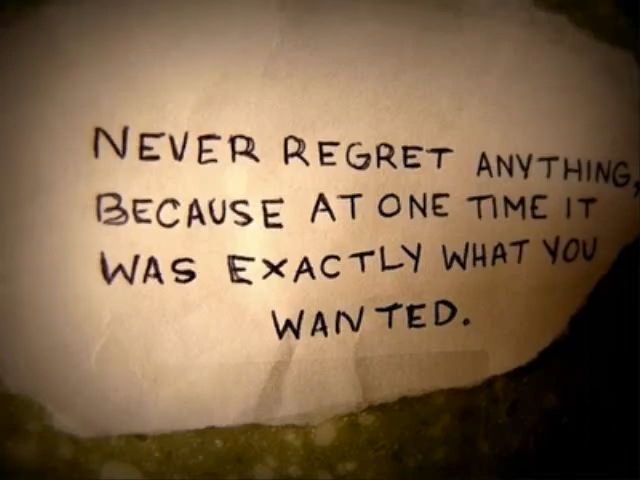 NEVER REGRET ANYTHING,
BECAUSE AT ONE TIME IT
WAS EXACTLY WHAT YOU
WANTED.